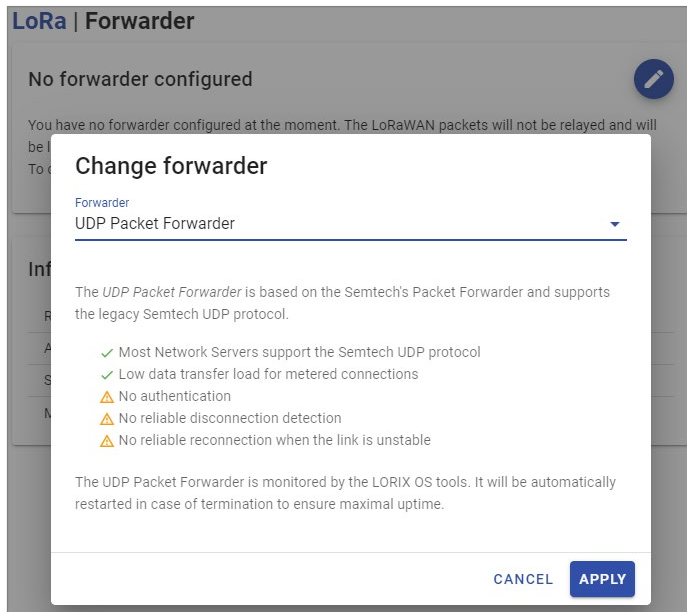 LoRa | Forwarder
No forwarder configured
You have no forwarder configured at the moment. The LoRaWAN packets will not be relayed and will
be l
To
Change forwarder
Forwarder
UDP Packet Forwarder
Inf
R
A
S
M
The UDP Packet Forwarder is based on the Semtech's Packet Forwarder and supports
the legacy Semtech UDP protocol.
Most Network Servers support the Semtech UDP protocol
Low data transfer load for metered connections
No authentication
No reliable disconnection detection
No reliable reconnection when the link is unstable
The UDP Packet Forwarder is monitored by the LORIX OS tools. It will be automatically
restarted in case of termination to ensure maximal uptime.
CANCEL APPLY